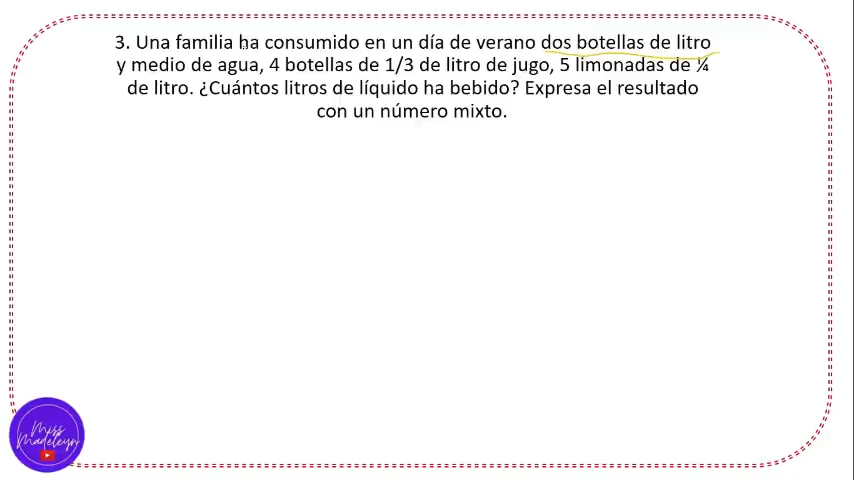 3. Una familia ha consumido en un día de verano dos botellas de litro
y medio de agua, 4 botellas de 1/3 de litro de jugo, 5 limonadas de ¼
de litro. ¿Cuántos litros de líquido ha bebido? Expresa el resultado
con un número mixto.
Miss
Madeleyn